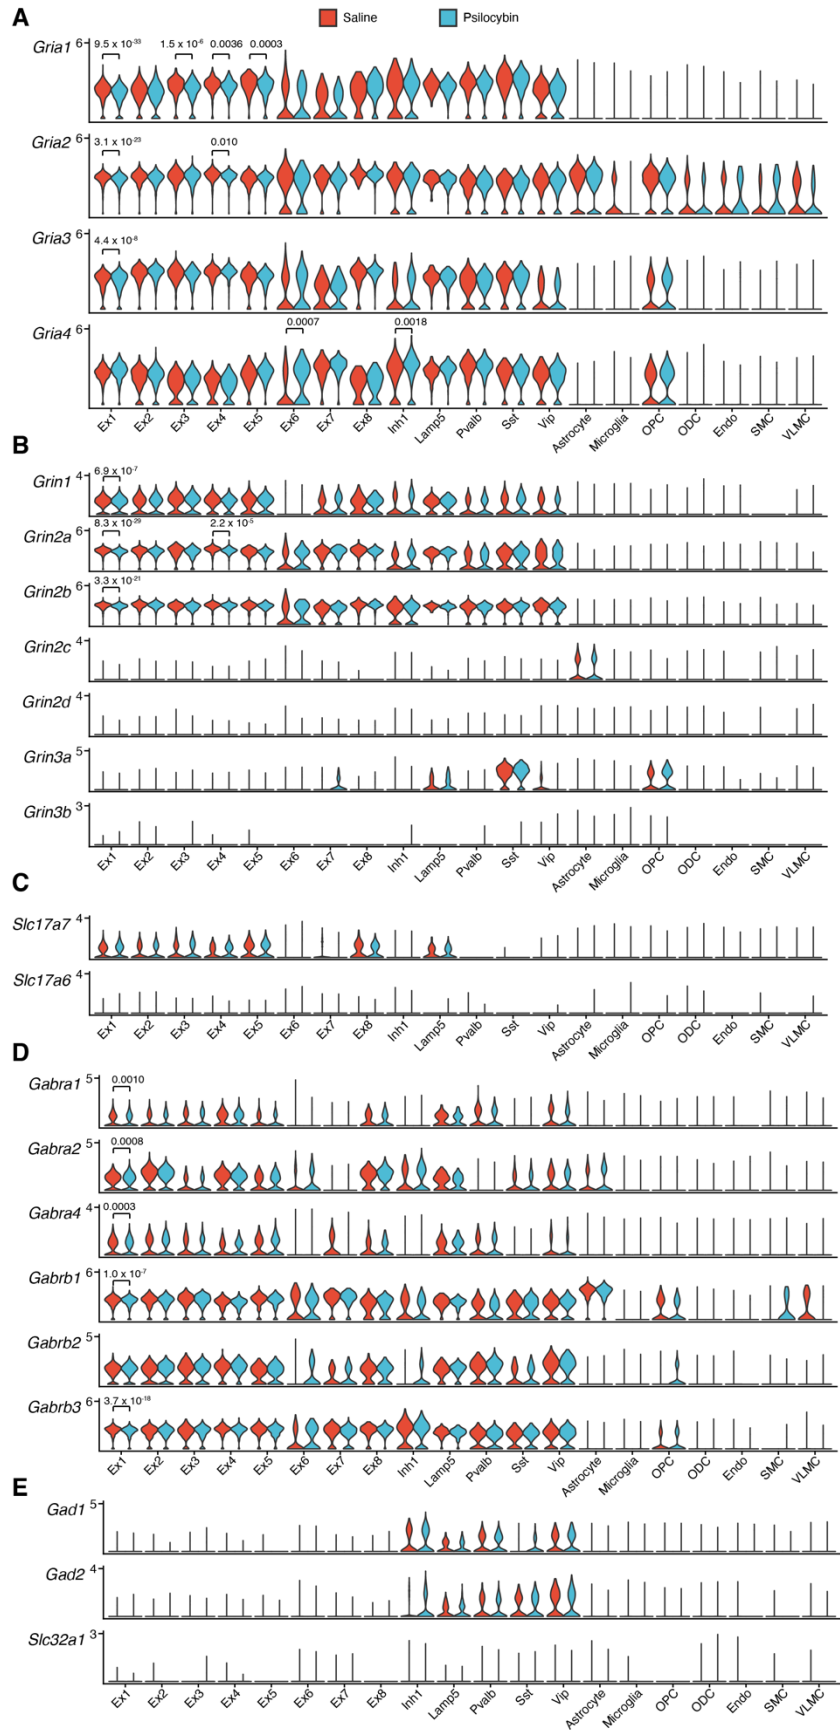 A
Saline Psilocybin
Gria1 6
9.5 x 10-33 1.5 x 10-6 0.0036 0.0003
Gria2 6
3.1 x 10-23 0.010
Gria3 6
4.4 x 10-8
Gria4 6
0.0007 0.0018
Ex1 Ex2 Ex3 Ex4 Ex5 Ex6 Ex7 Ex8 Inh1 Lamp5 Pvalb Sst Vip Astrocyte Microglia OPC ODC Endo SMC VLMC
B
Grin1 4
6.9 x 10-7
Grin2a 6
8.3 x 10-29 2.2 x 10-5
Grin2b 6
3.3 x 10-21
Grin2c 4
Grin2d 4
Grin3a 5
Grin3b 3
Ex1 Ex2 Ex3 Ex4 Ex5 Ex6 Ex7 Ex8 Inh1 Lamp5 Pvalb Sst Vip Astrocyte Microglia OPC ODC Endo SMC VLMC
C
Slc17a7 4
Slc17a6 4
Ex1 Ex2 Ex3 Ex4 Ex5 Ex6 Ex7 Ex8 Inh1 Lamp5 Pvalb Sst Vip Astrocyte Microglia OPC ODC Endo SMC VLMC
D
Gabra1 5
0.0010
Gabra2 5
0.0008
Gabra4 4
0.0003
Gabrb1 6
1.0 x 10-7
Gabrb2 5
Gabrb3 6
3.7 x 10-18
Ex1 Ex2 Ex3 Ex4 Ex5 Ex6 Ex7 Ex8 Inh1 Lamp5 Pvalb Sst Vip Astrocyte Microglia OPC ODC Endo SMC VLMC
E
Gad1 5
Gad2 4
Slc32a1 3
Ex1 Ex2 Ex3 Ex4 Ex5 Ex6 Ex7 Ex8 Inh1 Lamp5 Pvalb Sst Vip Astrocyte Microglia OPC ODC Endo SMC VLMC